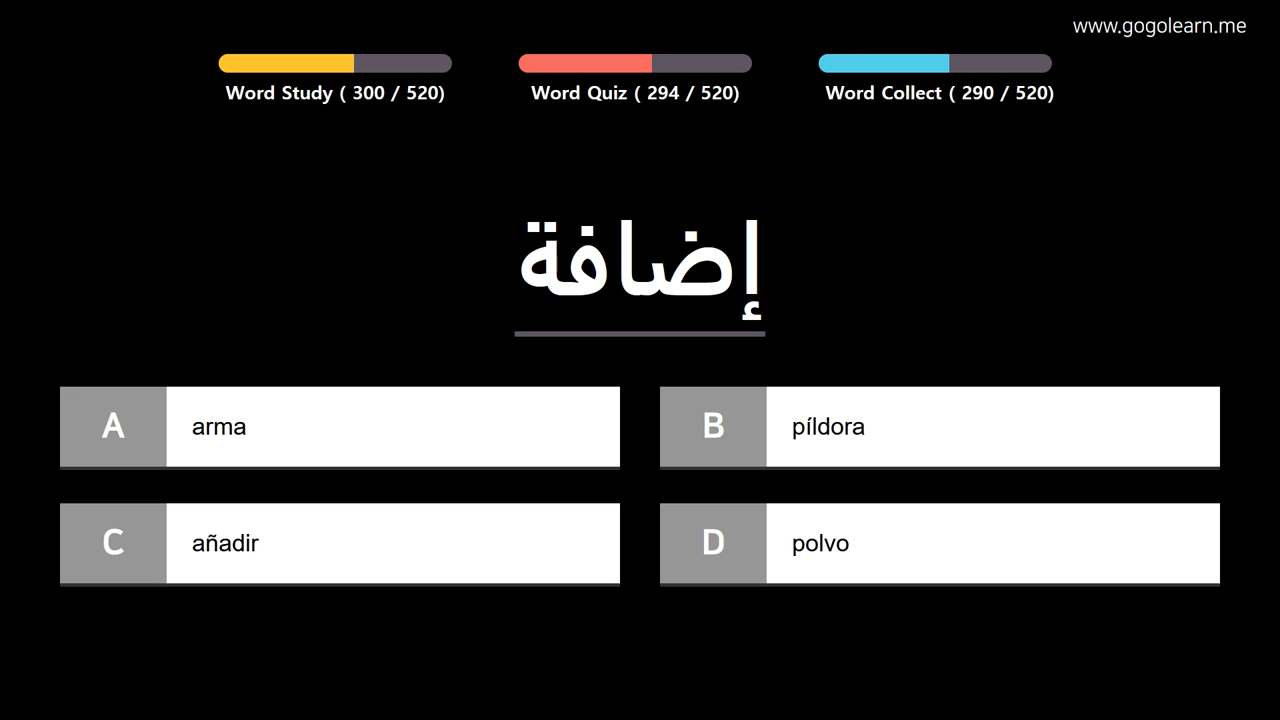 www.gogolearn.me
Word Study ( 300 / 520)
Word Quiz ( 294 / 520)
Word Collect ( 290 / 520)
إضافة
A
arma
B
píldora
C
añadir
D
polvo